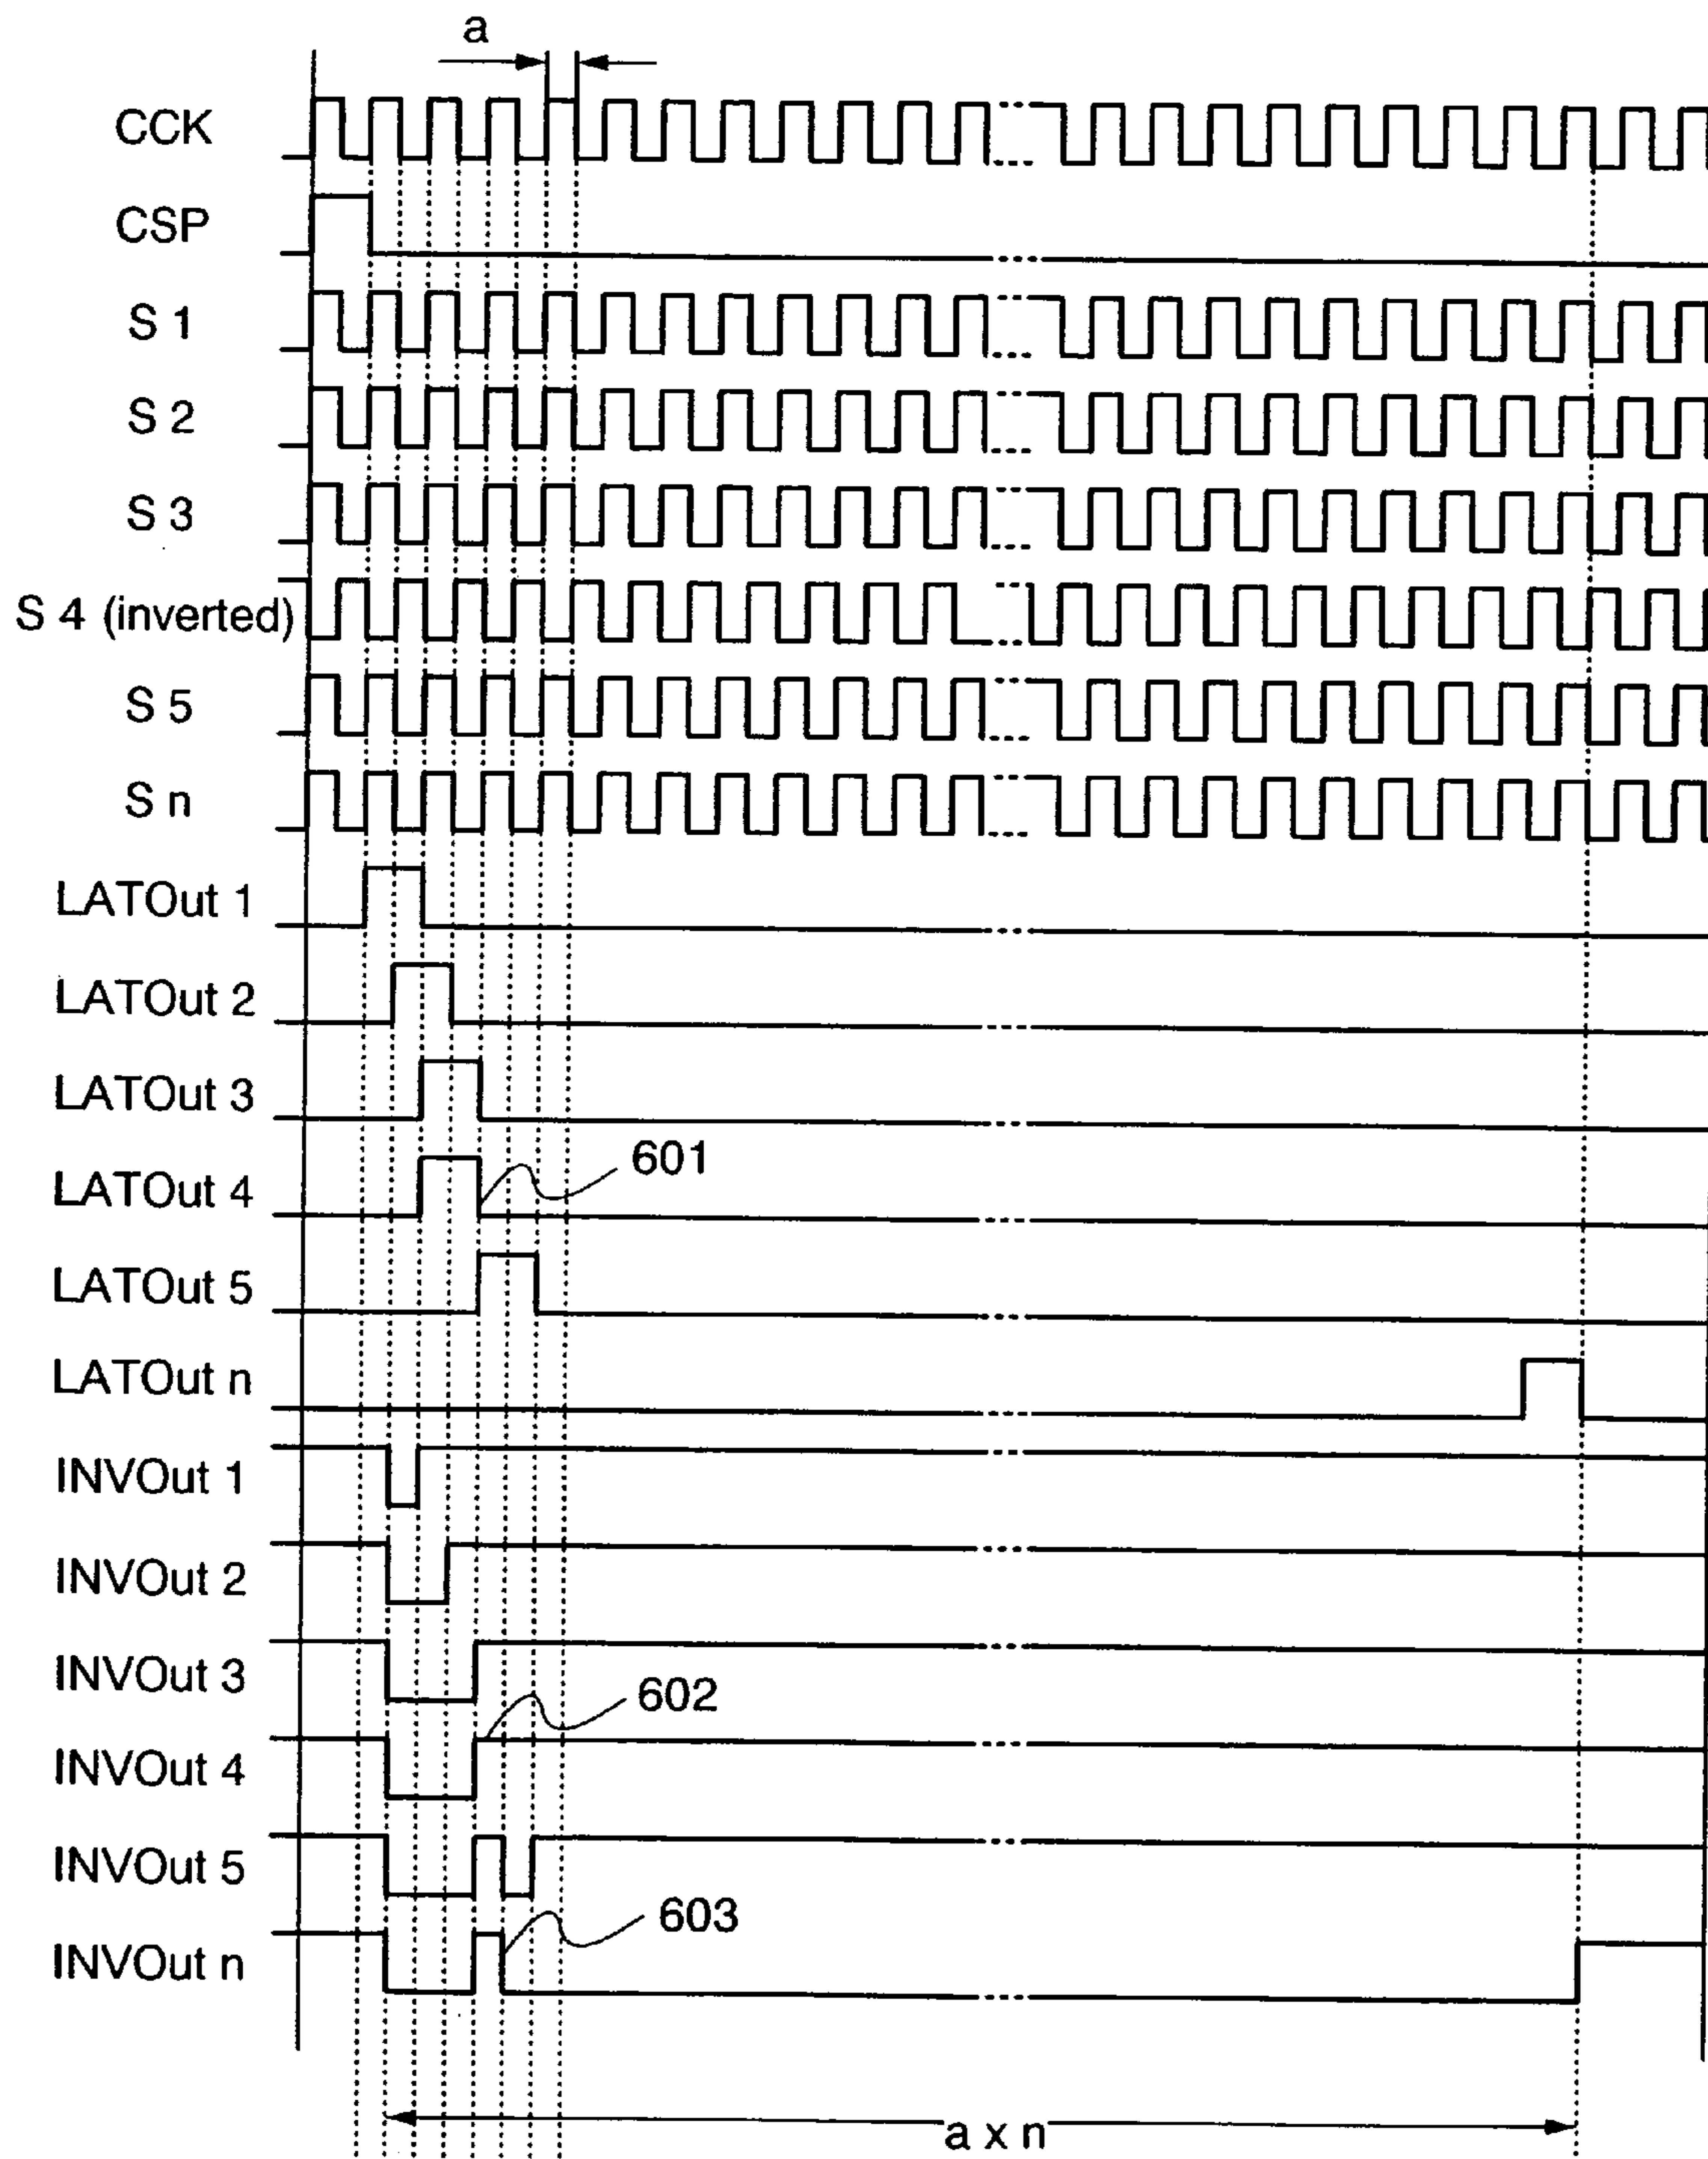 a
CCK
CSP
S 1
S 2
S 3
S 4 (inverted)
S 5
S n
LATOut 1
LATOut 2
LATOut 3
LATOut 4
601
LATOut 5
LATOut n
INVOut 1
INVOut 2
INVOut 3
602
INVOut 4
INVOut 5
603
INVOut n
a x n